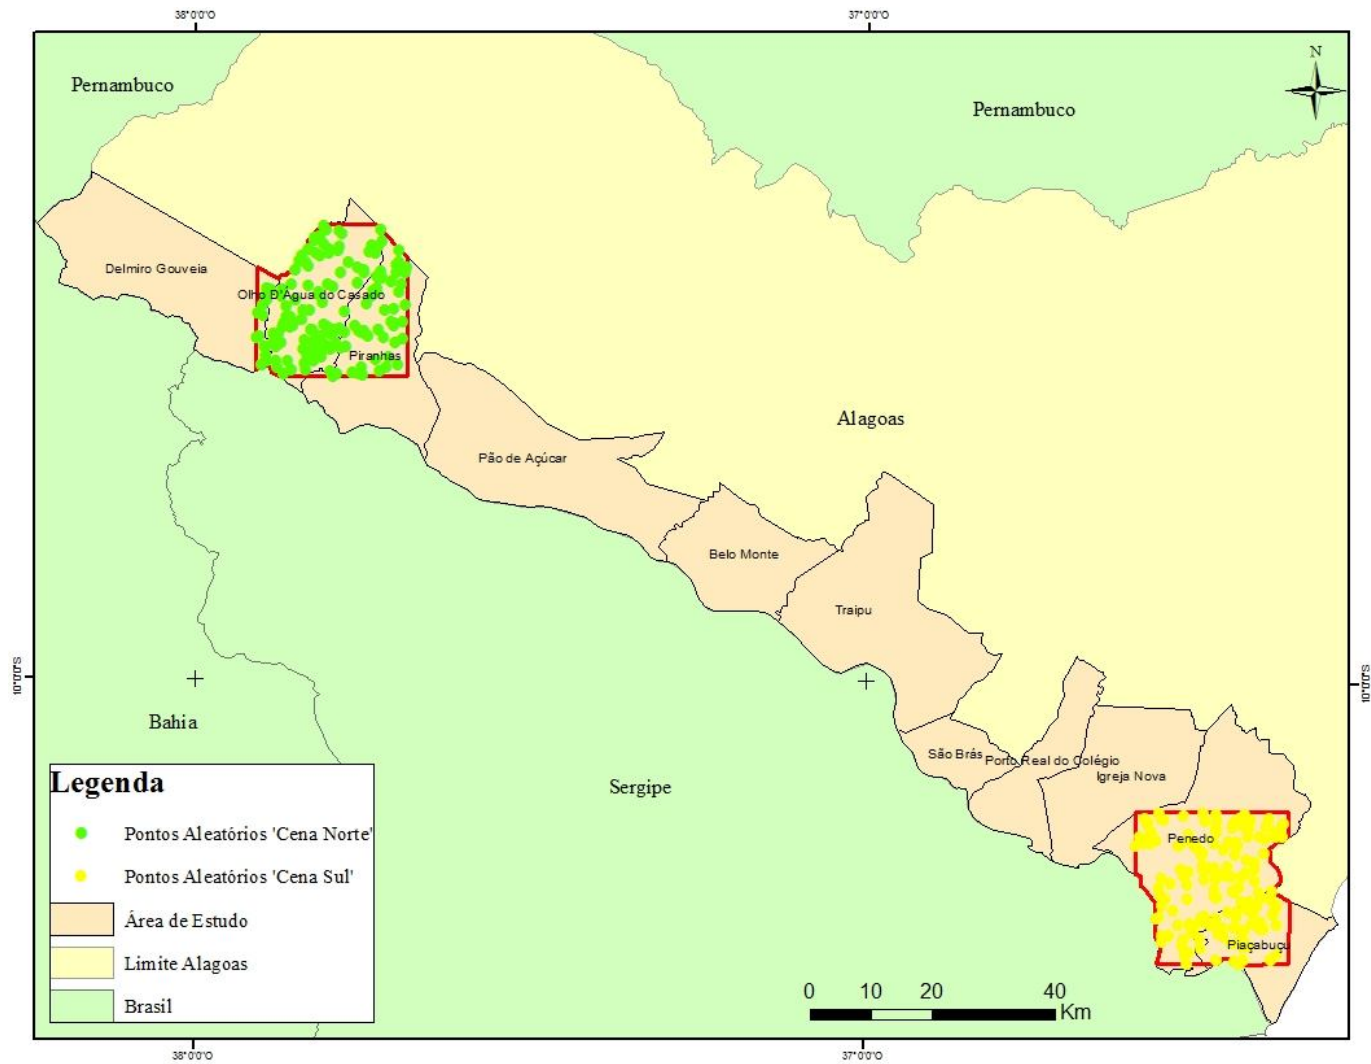 38°0'0"O
37°0'0"O
N
Pernambuco
Pernambuco
Delmiro Gouveia
Olho D'Água do Casado
Piranhas
Alagoas
Pão de Açúcar
Belo Monte
Traipu
10°0'0"S
10°0'0"S
Bahia
São Brás
Porto Real do Colégio
Igreja Nova
Sergipe
Penedo
Piaçabuçu
Legenda
Pontos Aleatórios 'Cena Norte'
Pontos Aleatórios 'Cena Sul'
Área de Estudo
Limite Alagoas
Brasil
0 10 20 40
Km
38°0'0"O
37°0'0"O